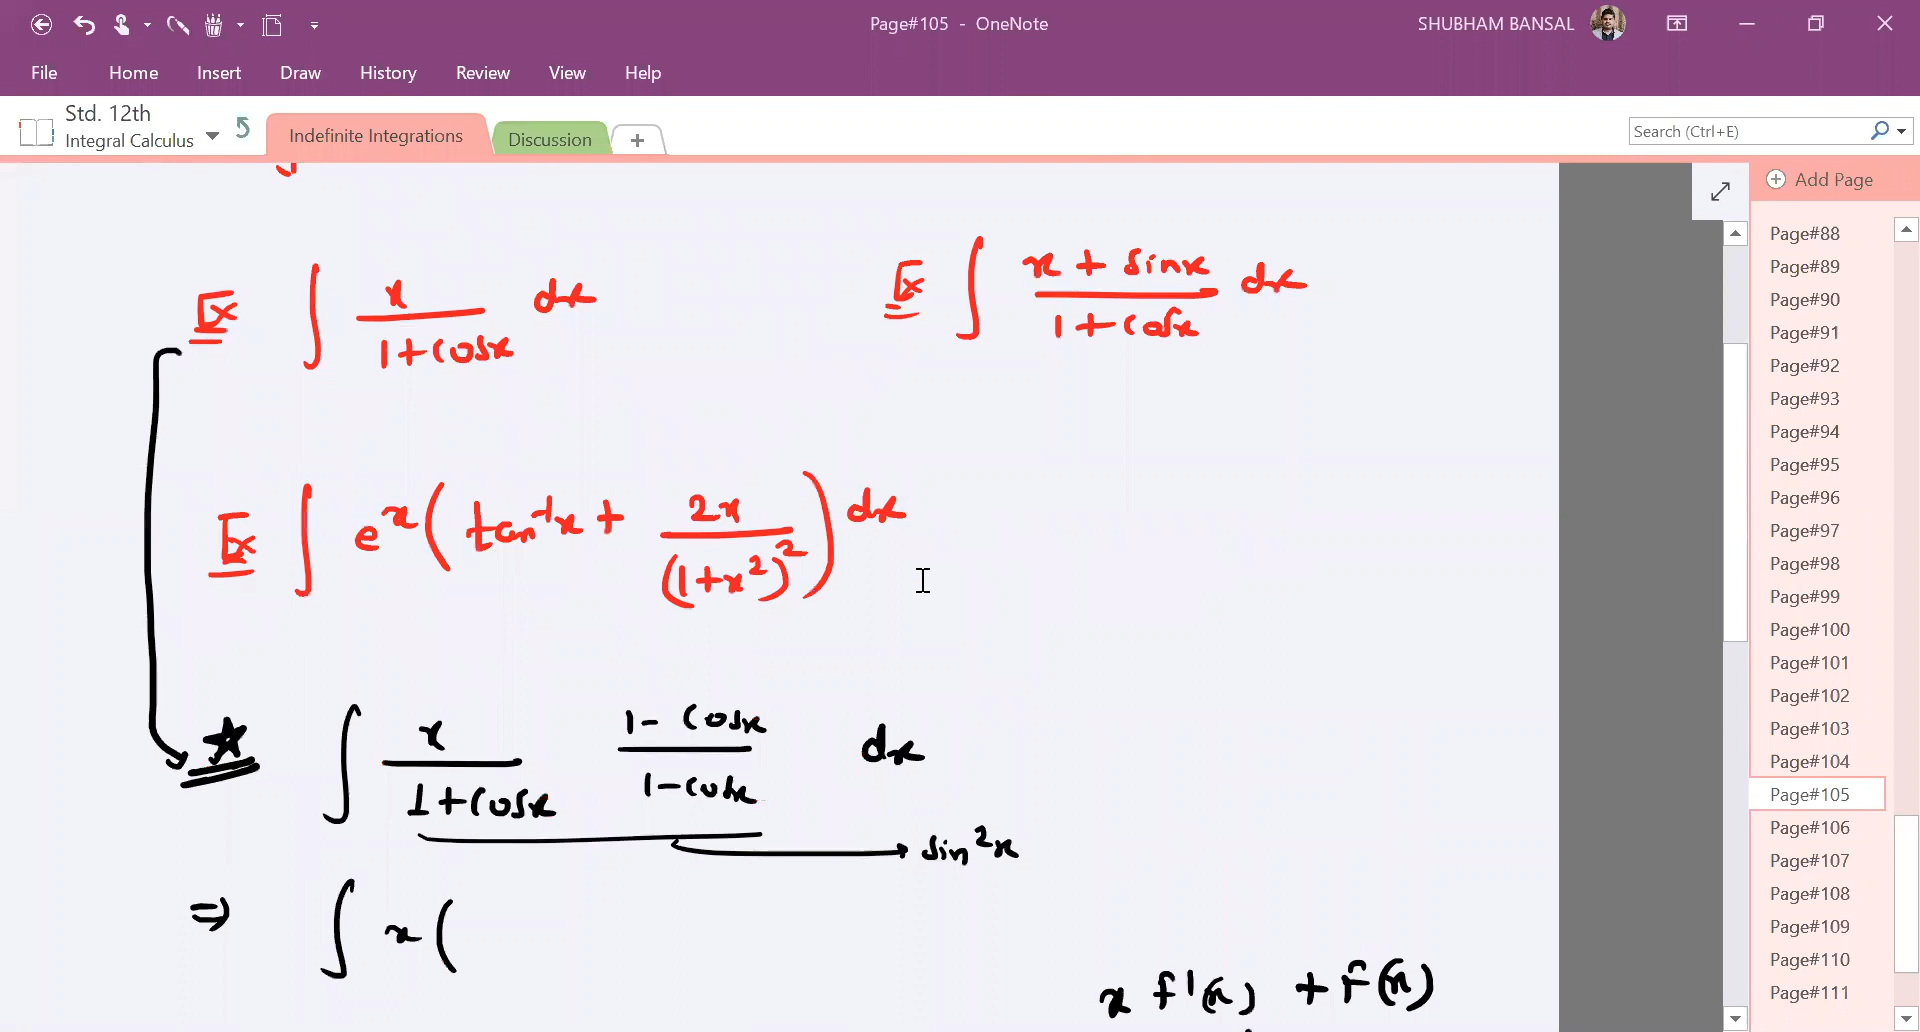 Page#105 - OneNote
SHUBHAM BANSAL
File Home Insert Draw History Review View Help
Std. 12th
Integral Calculus
Indefinite Integrations
Discussion
+
Search (Ctrl+E)
Add Page
Page#88
Page#89
Page#90
Page#91
Page#92
Page#93
Page#94
Page#95
Page#96
Page#97
Page#98
Page#99
Page#100
Page#101
Page#102
Page#103
Page#104
Page#105
Page#106
Page#107
Page#108
Page#109
Page#110
Page#111
Ex ∫ x/(1+cosx) dx
Ex ∫ (x + sinx)/(1+cosx) dx
Ex ∫ eˣ( tan⁻¹x + 2x/(1+x²)² ) dx
☆ ∫ x/(1+cosx) (1-cosx)/(1-cosx) dx
→ sin²x
⇒ ∫ x (
x f'(x) + f(x)